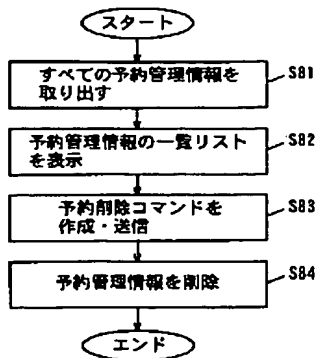 スタート
すべての予約管理情報を
取り出す
S81
予約管理情報の一覧リスト
を表示
S82
予約削除コマンドを
作成・送信
S83
予約管理情報を削除
S84
エンド